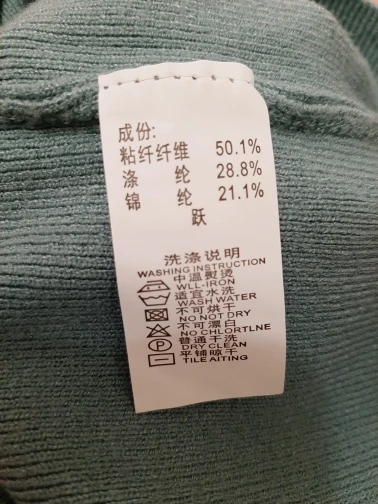 成份:
粘纤纤维 50.1%
涤 纶 28.8%
锦 纶 21.1%
跃
洗涤说明
WASHING INSTRUCTION
中温熨烫
WLL-IRON
适宜水洗
WASH WATER
不可烘干
NO NOT DRY
不可漂白
NO CHLORTLNE
普通干洗
DRY CLEAN
平铺晾干
TILE AITING